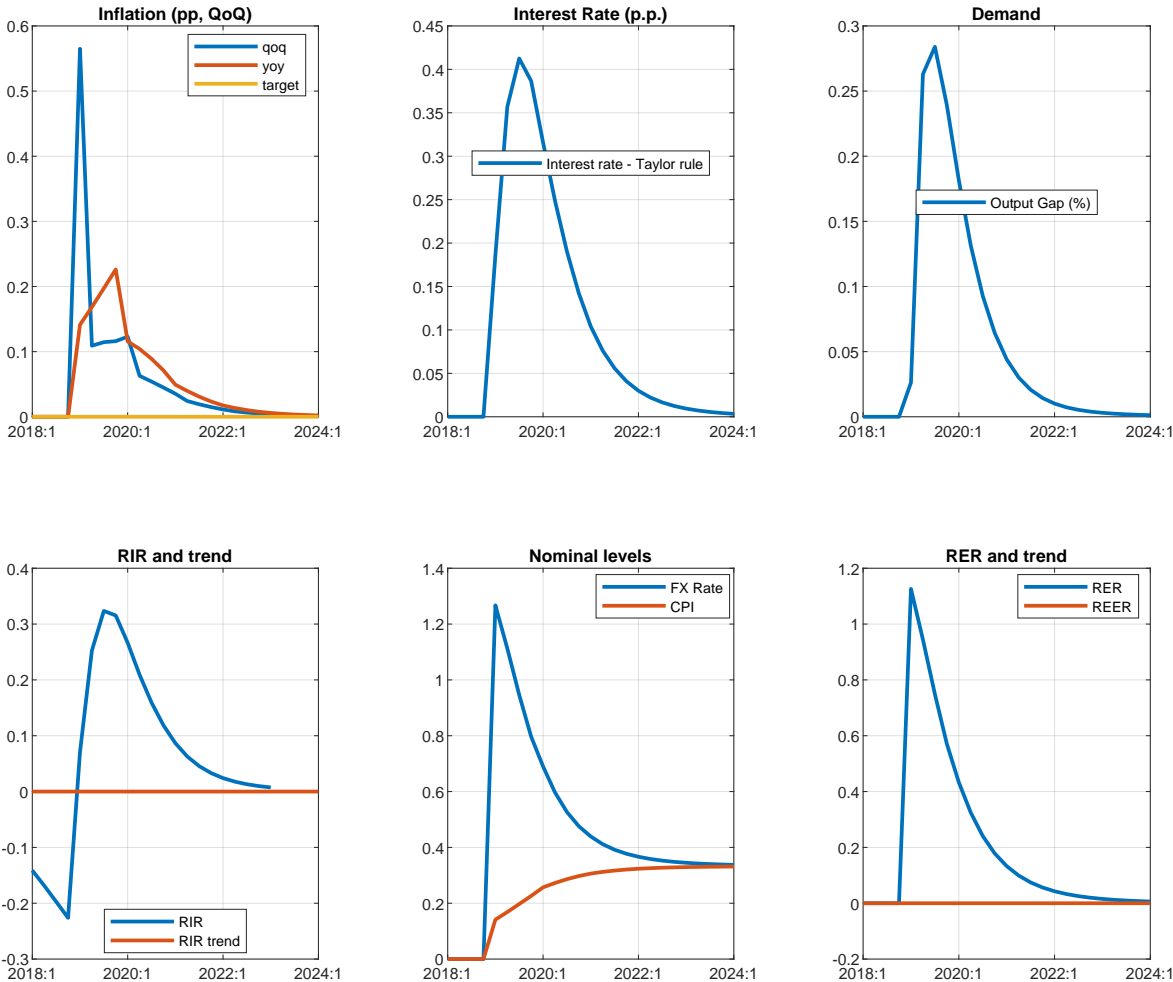 Inflation (pp, QoQ)
0.6
0.5
0.4
0.3
0.2
0.1
0
2018:1 2020:1 2022:1 2024:1
qoq
yoy
target
Interest Rate (p.p.)
0.45
0.4
0.35
0.3
0.25
0.2
0.15
0.1
0.05
0
2018:1 2020:1 2022:1 2024:1
Interest rate - Taylor rule
Demand
0.3
0.25
0.2
0.15
0.1
0.05
0
2018:1 2020:1 2022:1 2024:1
Output Gap (%)
RIR and trend
0.4
0.3
0.2
0.1
0
-0.1
-0.2
-0.3
2018:1 2020:1 2022:1 2024:1
RIR
RIR trend
Nominal levels
1.4
1.2
1
0.8
0.6
0.4
0.2
0
2018:1 2020:1 2022:1 2024:1
FX Rate
CPI
RER and trend
1.2
1
0.8
0.6
0.4
0.2
0
-0.2
2018:1 2020:1 2022:1 2024:1
RER
REER